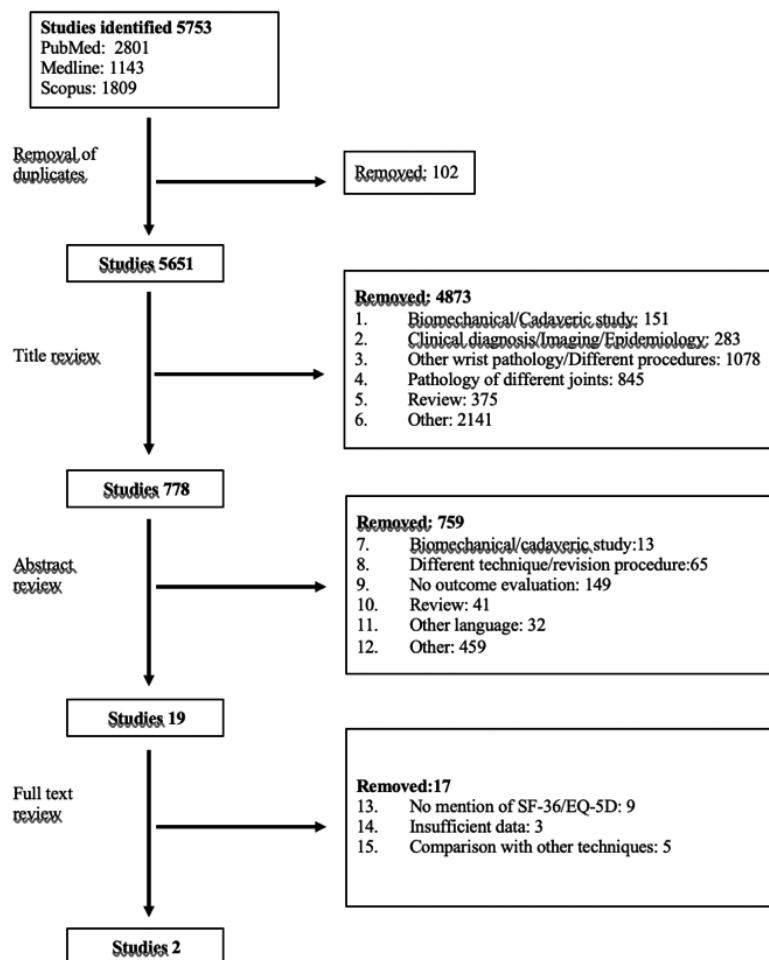 Studies identified 5753
PubMed: 2801
Medline: 1143
Scopus: 1809
Removal of
duplicates
Removed: 102
Studies 5651
Title review
Removed: 4873
1. Biomechanical/Cadaveric study: 151
2. Clinical diagnosis/Imaging/Epidemiology: 283
3. Other wrist pathology/Different procedures: 1078
4. Pathology of different joints: 845
5. Review: 375
6. Other: 2141
Studies 778
Abstract
review
Removed: 759
7. Biomechanical/cadaveric study:13
8. Different technique/revision procedure:65
9. No outcome evaluation: 149
10. Review: 41
11. Other language: 32
12. Other: 459
Studies 19
Full text
review
Removed:17
13. No mention of SF-36/EQ-5D: 9
14. Insufficient data: 3
15. Comparison with other techniques: 5
Studies 2